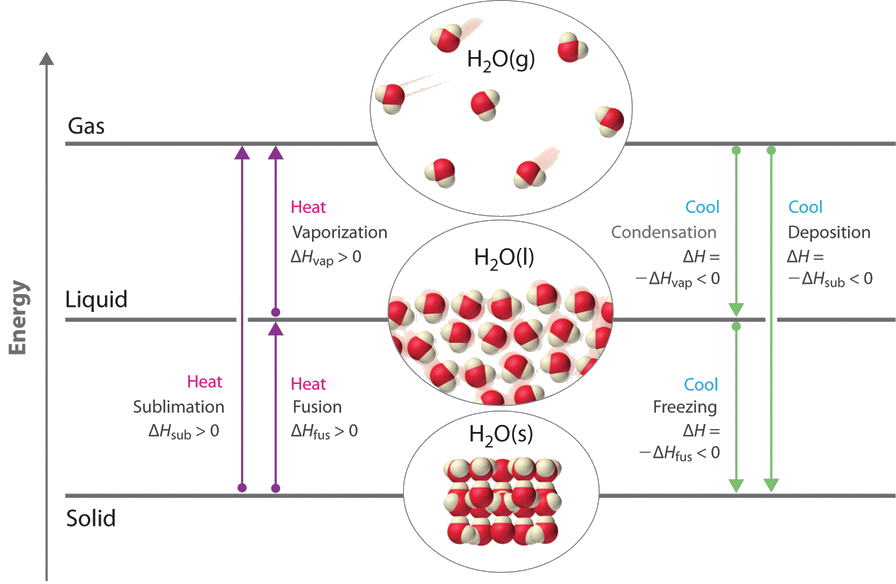 H₂O(g)
Gas
Heat
Vaporization
ΔHvap > 0
Cool
Condensation
ΔH =
−ΔHvap < 0
Cool
Deposition
ΔH =
−ΔHsub < 0
H₂O(l)
Liquid
Energy
Heat
Sublimation
ΔHsub > 0
Heat
Fusion
ΔHfus > 0
Cool
Freezing
ΔH =
−ΔHfus < 0
H₂O(s)
Solid